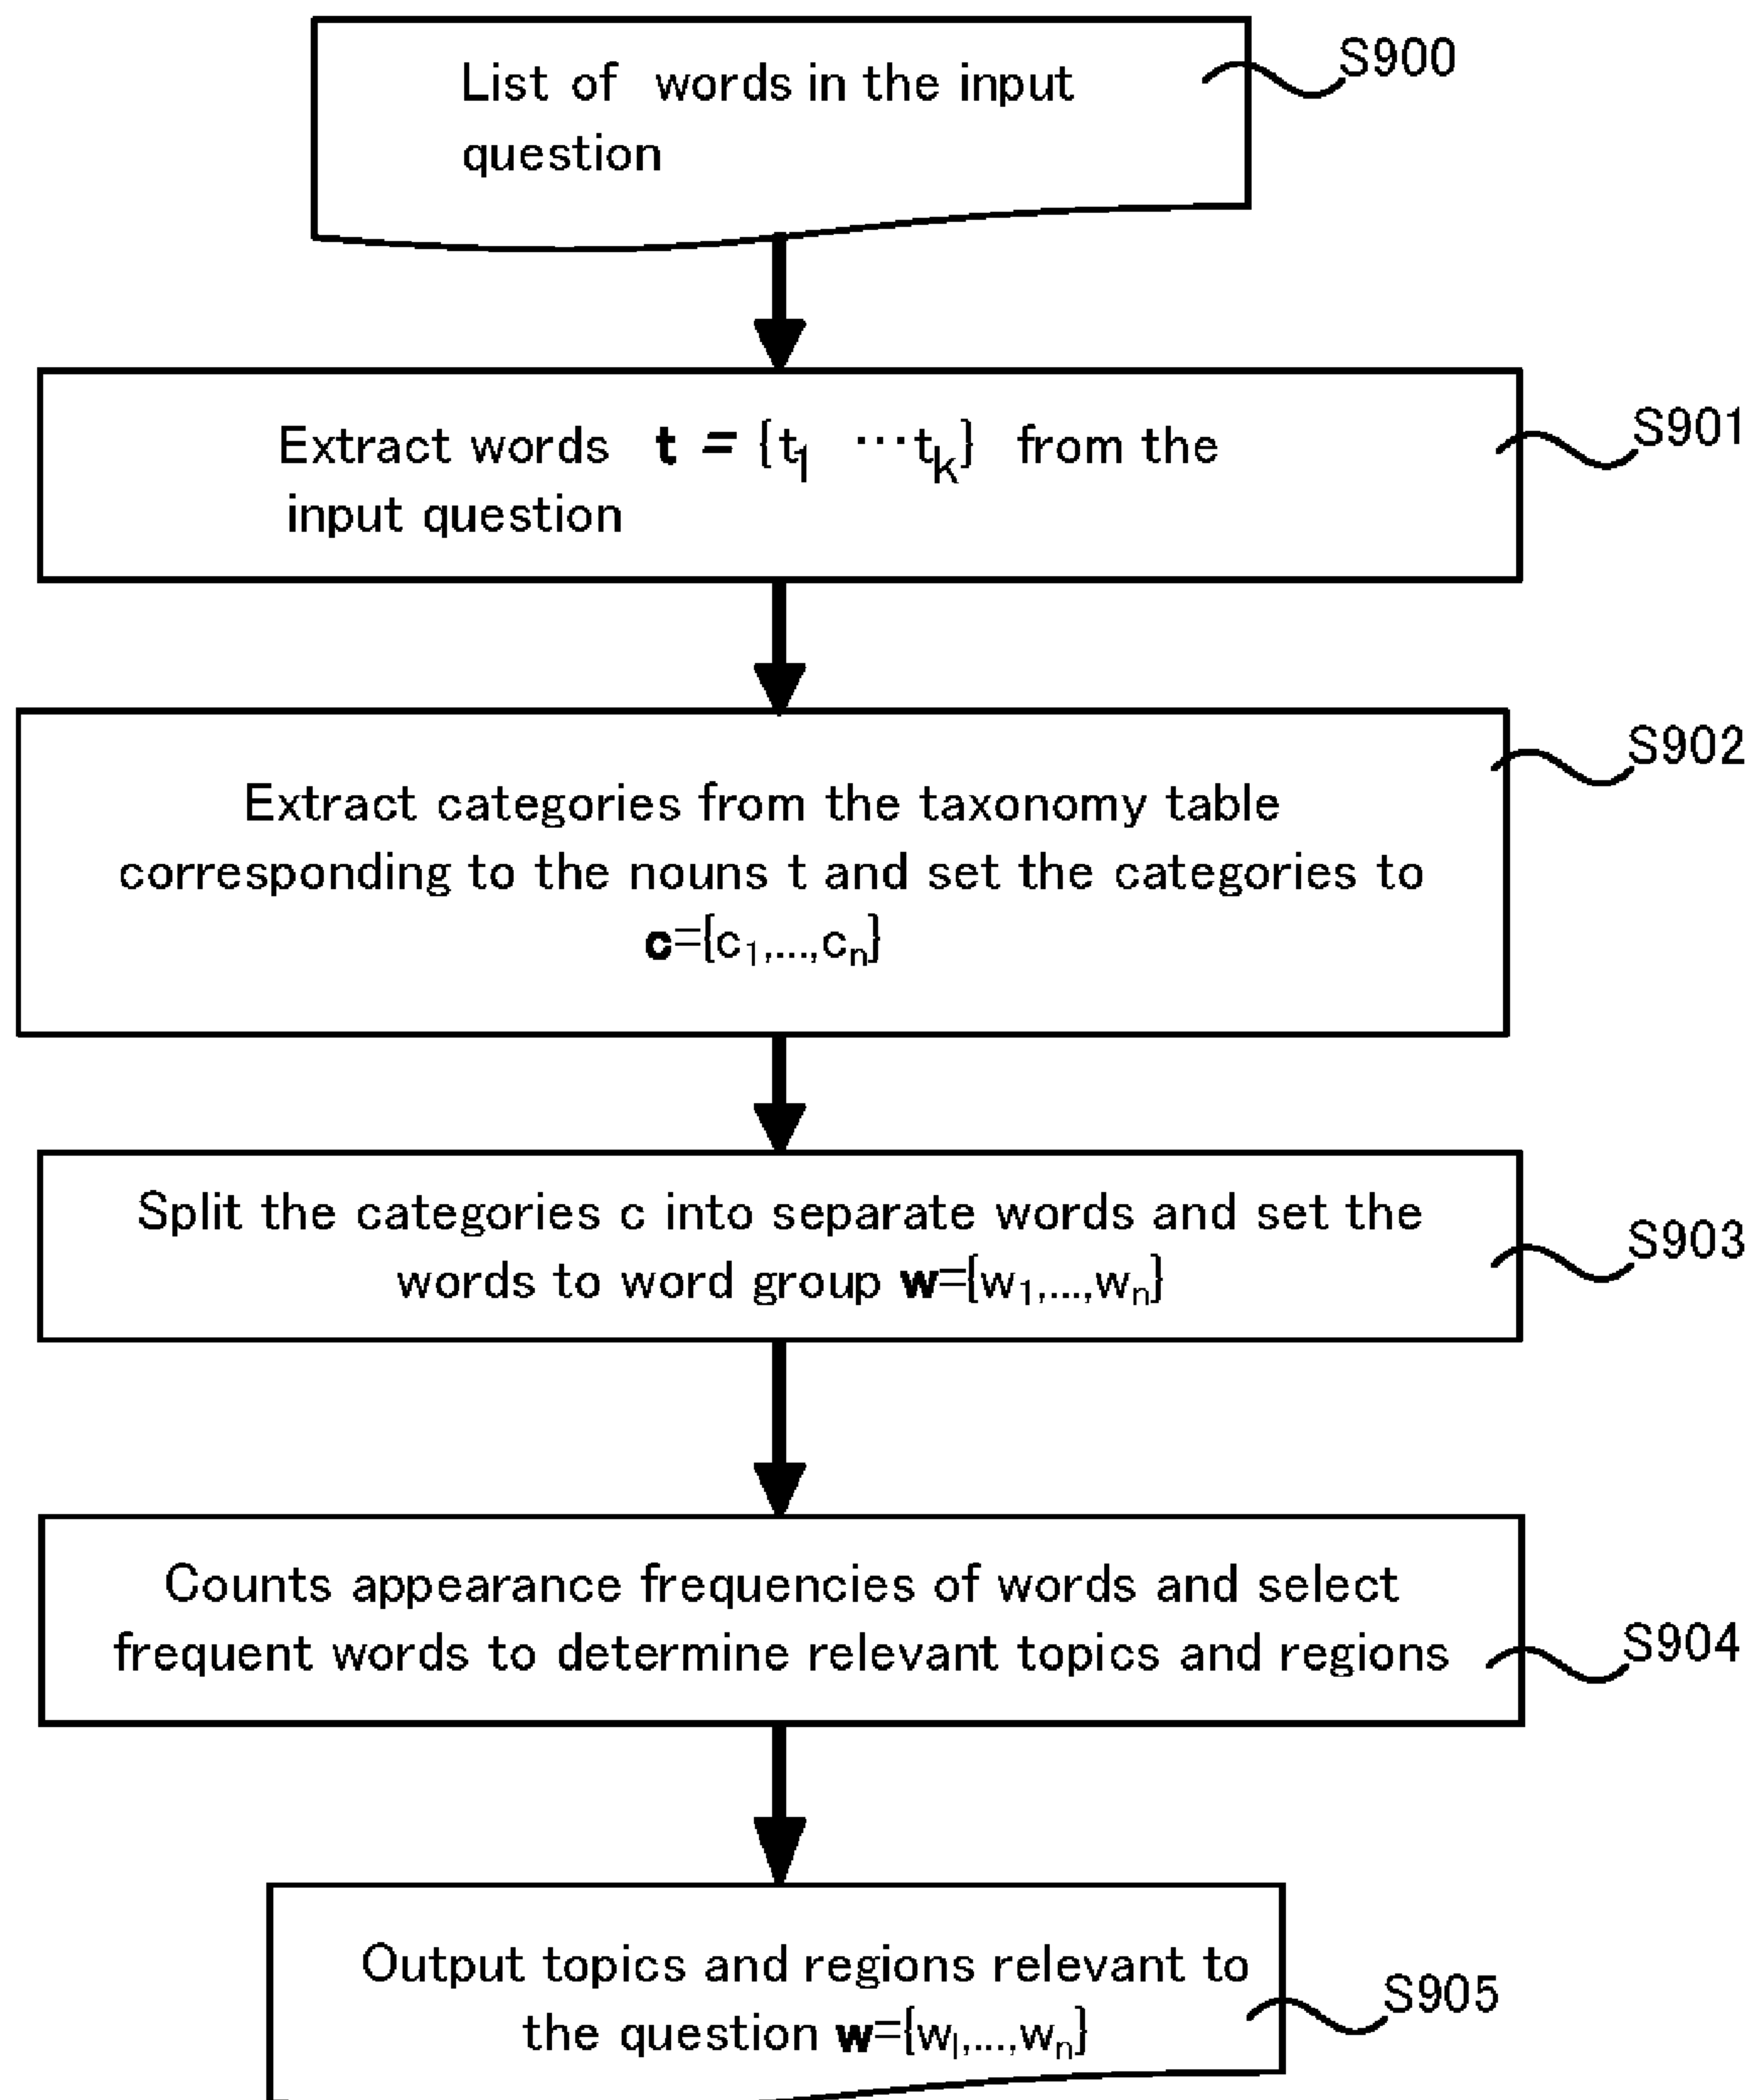 List of words in the input
question
S900
Extract words t = {t1 ···tk} from the
input question
S901
Extract categories from the taxonomy table
corresponding to the nouns t and set the categories to
c={c1,...,cn}
S902
Split the categories c into separate words and set the
words to word group w={w1,...,wn}
S903
Counts appearance frequencies of words and select
frequent words to determine relevant topics and regions
S904
Output topics and regions relevant to
the question w={wl,...,wn}
S905